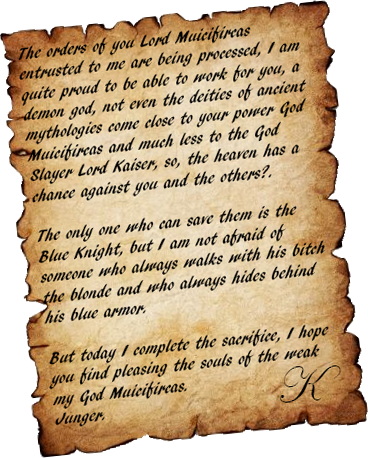 The orders of you Lord Muicifireas
entrusted to me are being processed, I am
quite proud to be able to work for you, a
demon god, not even the deities of ancient
mythologies come close to your power God
Muicifireas and much less to the God
Slayer Lord Kaiser, so, the heaven has a
chance against you and the others?.
The only one who can save them is the
Blue Knight, but I am not afraid of
someone who always walks with his bitch
the blonde and who always hides behind
his blue armor.
But today I complete the sacrifice, I hope
you find pleasing the souls of the weak
my God Muicifireas.
Junger.
K